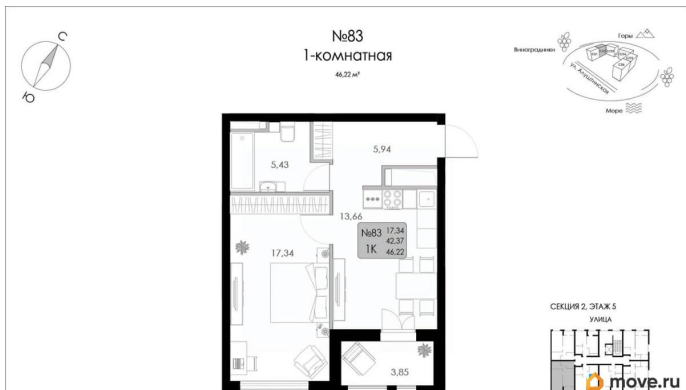 №83
1-комнатная
46,22 м²
С
Ю
Горы
Виноградники
ул. Алуштинская
Море
5,43
5,94
13,66
17,34
№83 17,34
42,37
1К 46,22
3,85
СЕКЦИЯ 2, ЭТАЖ 5
УЛИЦА
move.ru